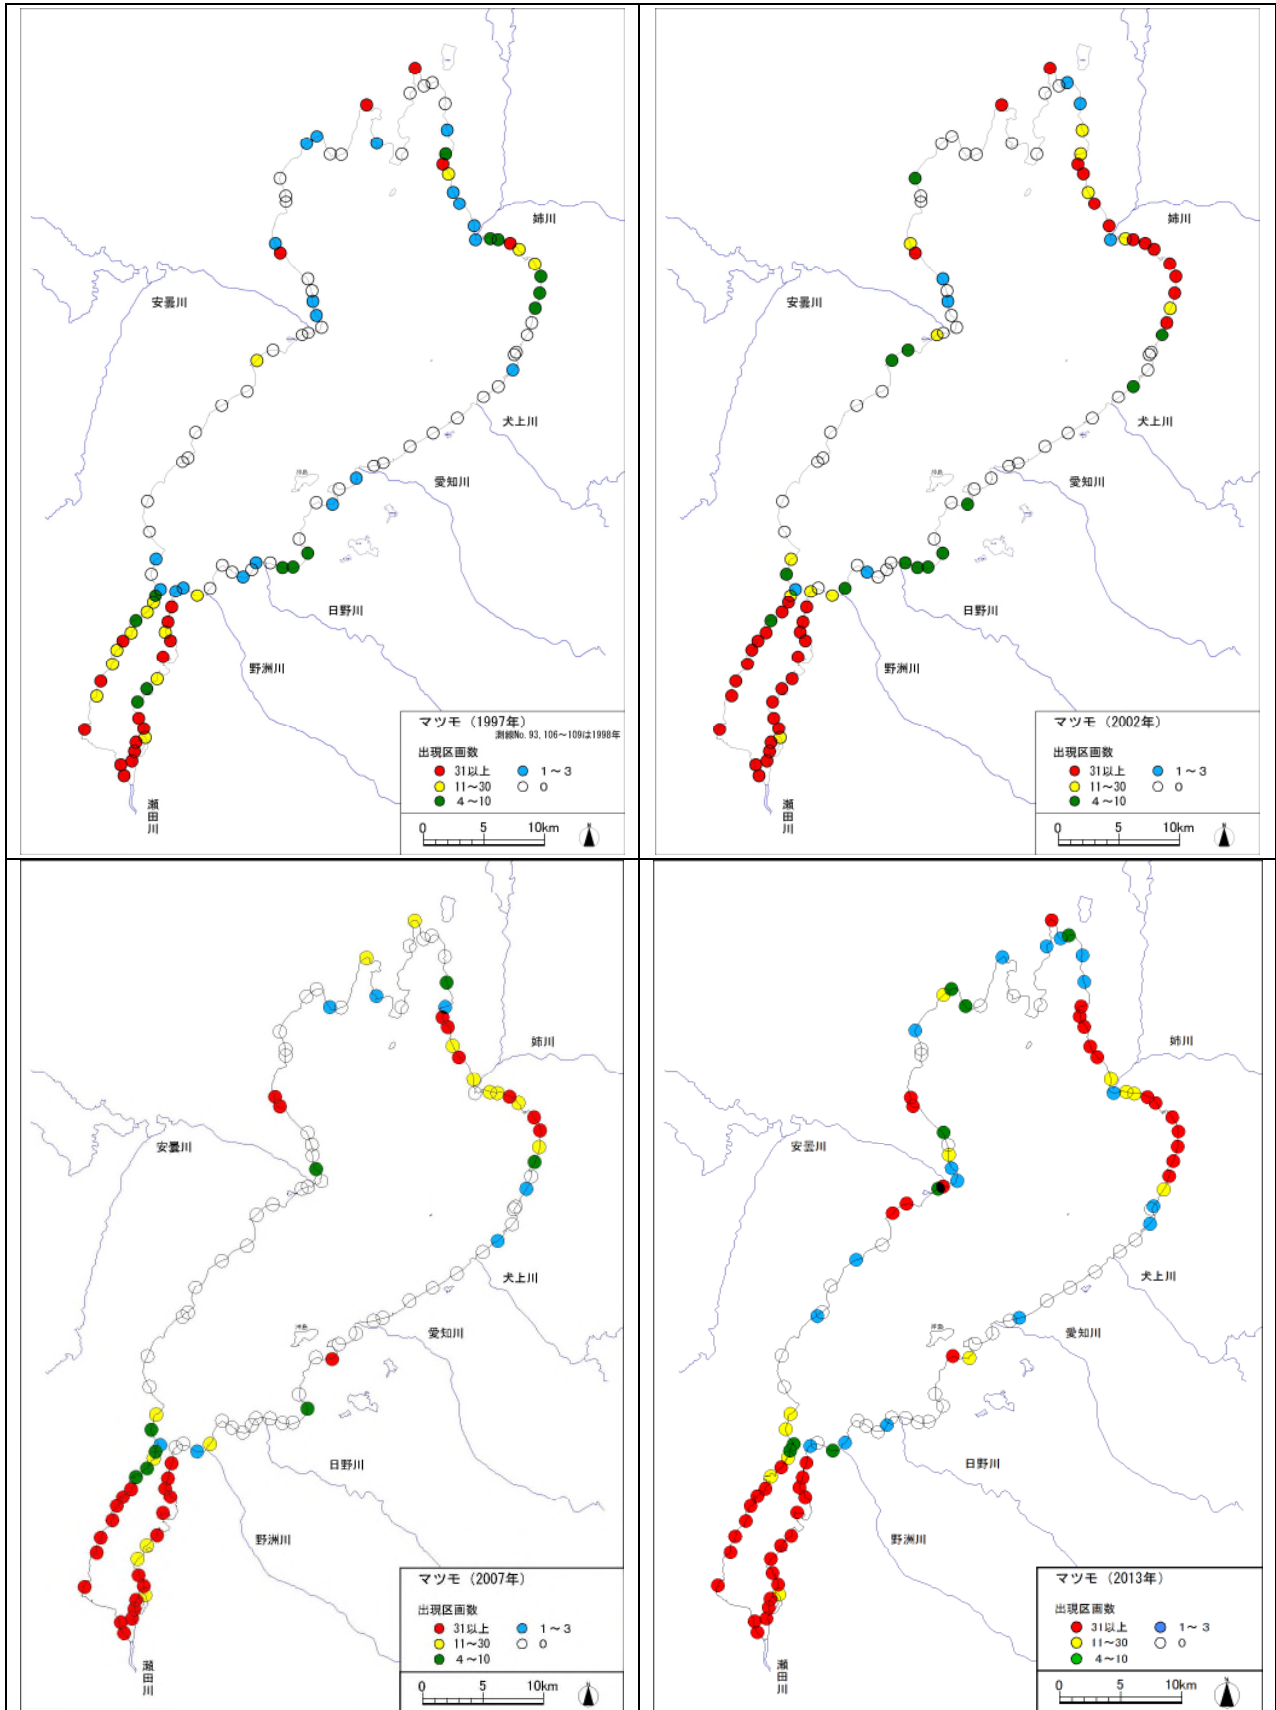 姉川
安曇川
犬上川
愛知川
日野川
野洲川
瀬田川
マツモ（1997年）
測線No. 93, 106～109は1998年
出現区画数
31以上 1～3
11～30 0
4～10
0 5 10km
N
姉川
安曇川
犬上川
愛知川
日野川
野洲川
瀬田川
マツモ（2002年）
出現区画数
31以上 1～3
11～30 0
4～10
0 5 10km
N
姉川
安曇川
犬上川
愛知川
日野川
野洲川
瀬田川
マツモ（2007年）
出現区画数
31以上 1～3
11～30 0
4～10
0 5 10km
N
姉川
安曇川
犬上川
愛知川
日野川
野洲川
瀬田川
マツモ（2013年）
出現区画数
31以上 1～3
11～30 0
4～10
0 5 10km
N